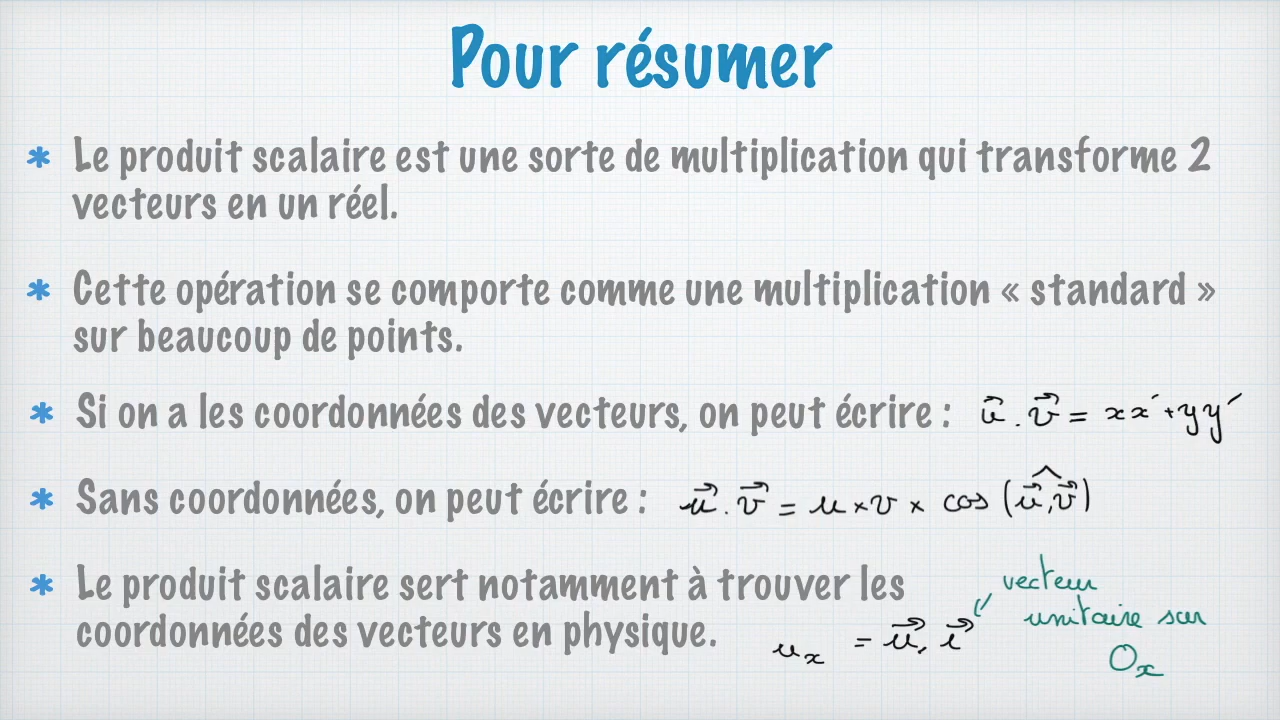 Pour résumer
* Le produit scalaire est une sorte de multiplication qui transforme 2
vecteurs en un réel.
* Cette opération se comporte comme une multiplication « standard »
sur beaucoup de points.
* Si on a les coordonnées des vecteurs, on peut écrire : u⃗ . v⃗ = xx' + yy'
* Sans coordonnées, on peut écrire : u⃗ . v⃗ = u × v × cos (u⃗,v⃗)
* Le produit scalaire sert notamment à trouver les
coordonnées des vecteurs en physique.
uₓ = u⃗ . i⃗
vecteur
unitaire sur
Oₓ